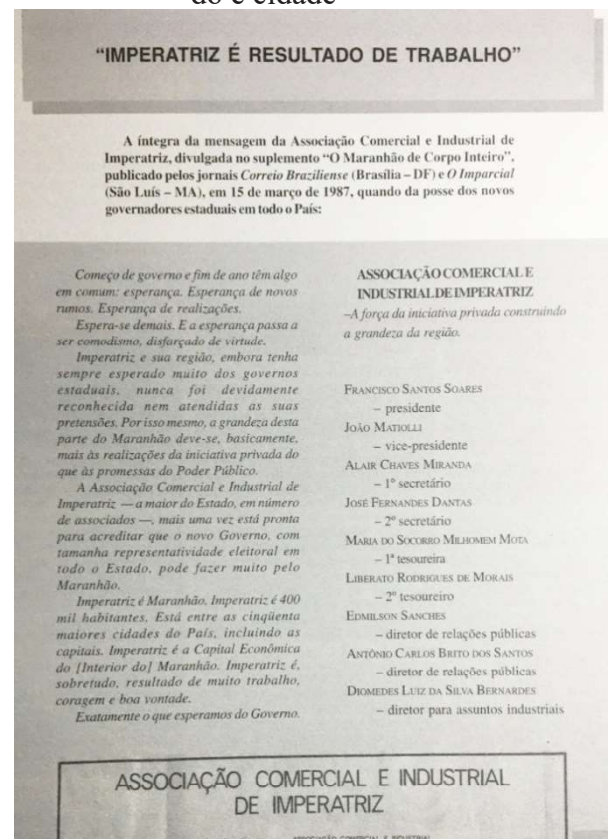 do e cidade
“IMPERATRIZ É RESULTADO DE TRABALHO”
A íntegra da mensagem da Associação Comercial e Industrial de
Imperatriz, divulgada no suplemento “O Maranhão de Corpo Inteiro”,
publicado pelos jornais Correio Braziliense (Brasília – DF) e O Imparcial
(São Luís – MA), em 15 de março de 1987, quando da posse dos novos
governadores estaduais em todo o País:
Começo de governo e fim de ano têm algo
em comum: esperança. Esperança de novos
rumos. Esperança de realizações.
Espera-se demais. E a esperança passa a
ser comodismo, disfarçado de virtude.
Imperatriz e sua região, embora tenha
sempre esperado muito dos governos
estaduais, nunca foi devidamente
reconhecida nem atendidas as suas
pretensões. Por isso mesmo, a grandeza desta
parte do Maranhão deve-se, basicamente,
mais às realizações da iniciativa privada do
que às promessas do Poder Público.
A Associação Comercial e Industrial de
Imperatriz — a maior do Estado, em número
de associados —, mais uma vez está pronta
para acreditar que o novo Governo, com
tamanha representatividade eleitoral em
todo o Estado, pode fazer muito pelo
Maranhão.
Imperatriz é Maranhão. Imperatriz é 400
mil habitantes. Está entre as cinqüenta
maiores cidades do País, incluindo as
capitais. Imperatriz é a Capital Econômica
do [Interior do] Maranhão. Imperatriz é,
sobretudo, resultado de muito trabalho,
coragem e boa vontade.
Exatamente o que esperamos do Governo.
ASSOCIAÇÃO COMERCIAL E
INDUSTRIAL DE IMPERATRIZ
–A força da iniciativa privada construindo
a grandeza da região.
FRANCISCO SANTOS SOARES
– presidente
JOÃO MATIOLLI
– vice-presidente
ALAIR CHAVES MIRANDA
– 1º secretário
JOSÉ FERNANDES DANTAS
– 2º secretário
MARIA DO SOCORRO MILHOMEM MOTA
– 1ª tesoureira
LIBERATO RODRIGUES DE MORAIS
– 2º tesoureiro
EDMILSON SANCHES
– diretor de relações públicas
ANTÔNIO CARLOS BRITO DOS SANTOS
– diretor de relações públicas
DIOMEDES LUIZ DA SILVA BERNARDES
– diretor para assuntos industriais
ASSOCIAÇÃO COMERCIAL E INDUSTRIAL
DE IMPERATRIZ
ASSOCIAÇÃO COMERCIAL E INDUSTRIAL